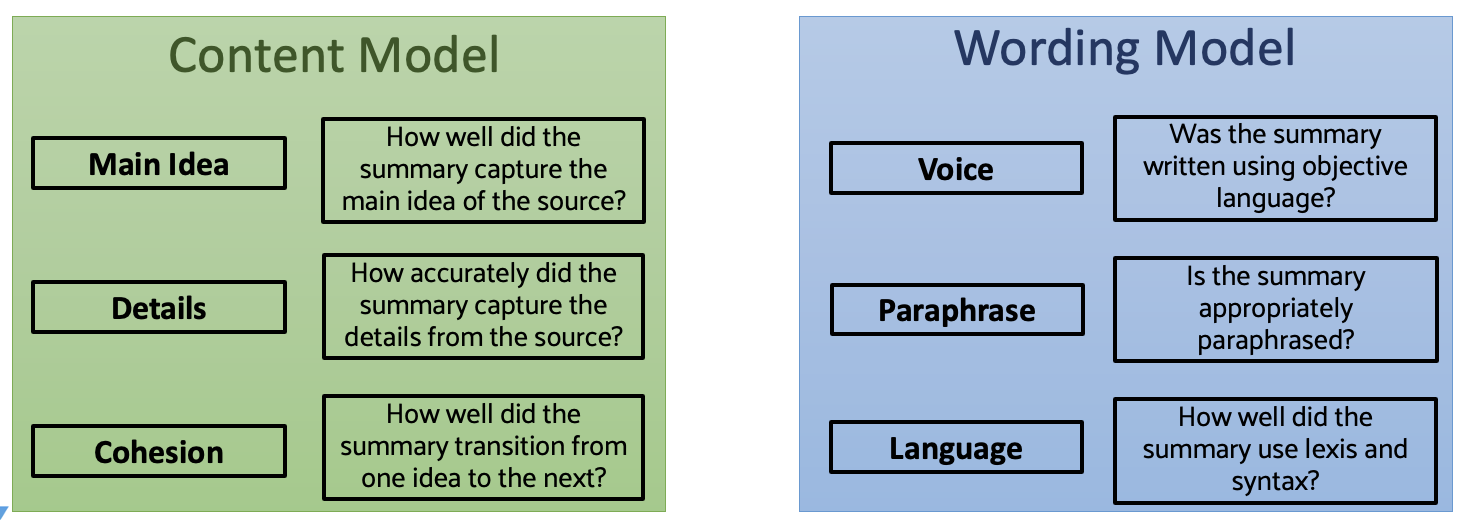 Content Model
Main Idea
How well did the
summary capture the
main idea of the source?
Details
How accurately did the
summary capture the
details from the source?
Cohesion
How well did the
summary transition from
one idea to the next?
Wording Model
Voice
Was the summary
written using objective
language?
Paraphrase
Is the summary
appropriately
paraphrased?
Language
How well did the
summary use lexis and
syntax?